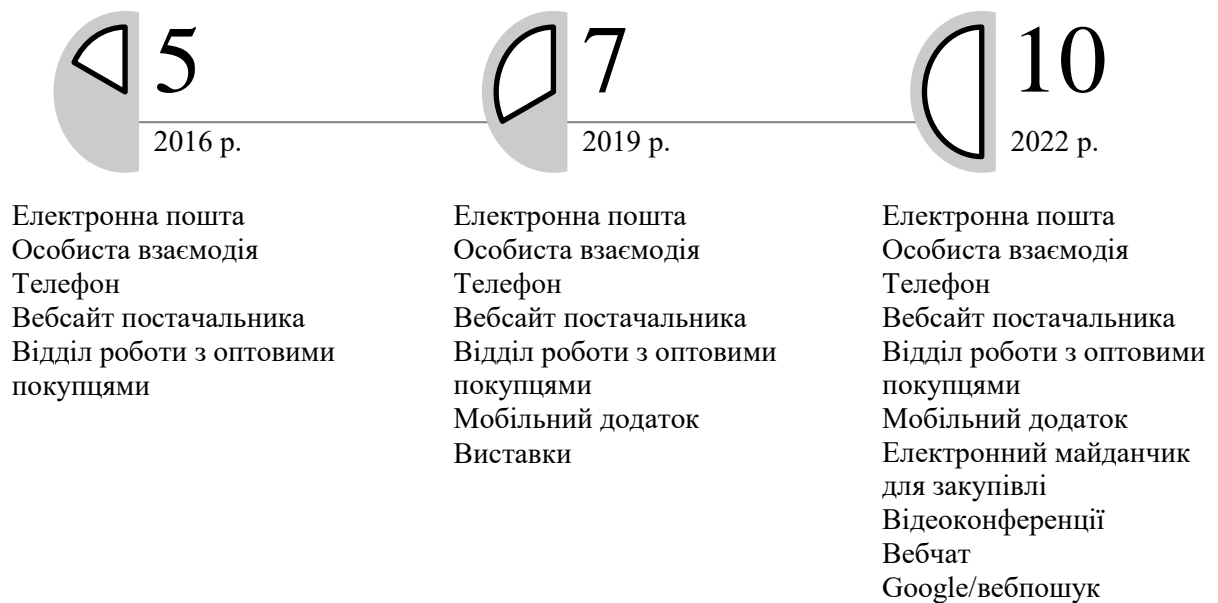 5
2016 р.
Електронна пошта
Особиста взаємодія
Телефон
Вебсайт постачальника
Відділ роботи з оптовими
покупцями
7
2019 р.
Електронна пошта
Особиста взаємодія
Телефон
Вебсайт постачальника
Відділ роботи з оптовими
покупцями
Мобільний додаток
Виставки
10
2022 р.
Електронна пошта
Особиста взаємодія
Телефон
Вебсайт постачальника
Відділ роботи з оптовими
покупцями
Мобільний додаток
Електронний майданчик
для закупівлі
Відеоконференції
Вебчат
Google/вебпошук